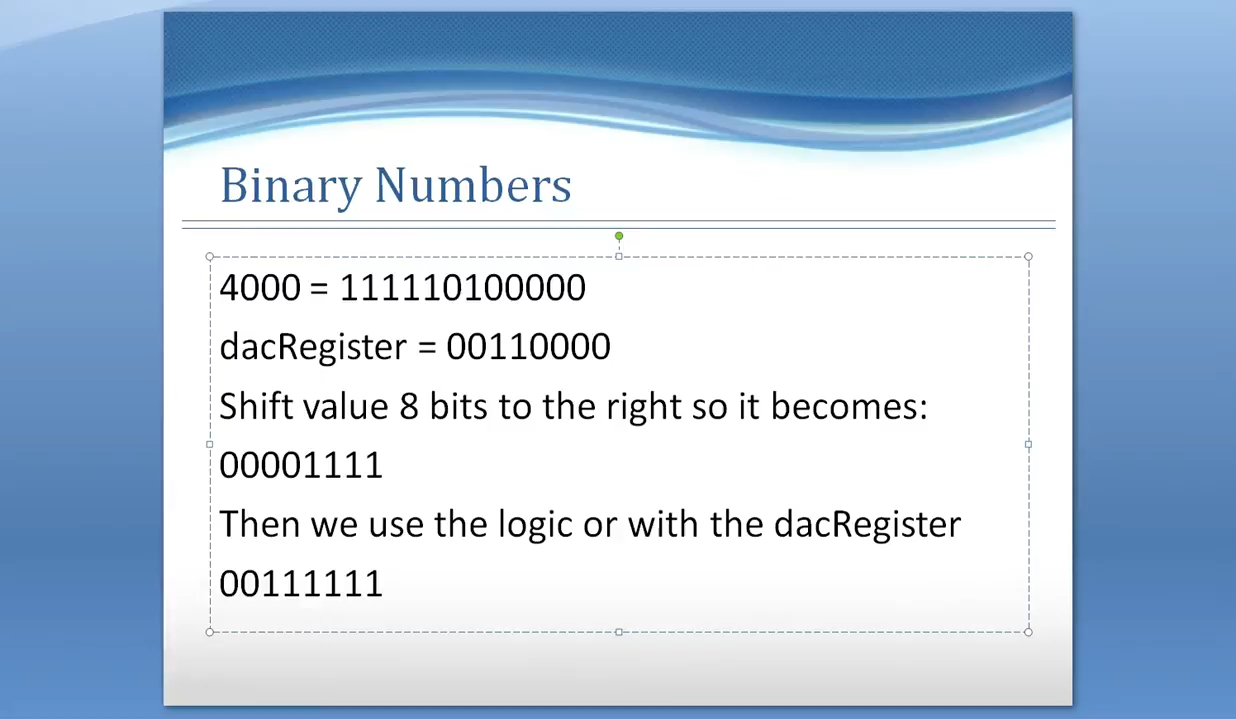 Binary Numbers
4000 = 111110100000
dacRegister = 00110000
Shift value 8 bits to the right so it becomes:
00001111
Then we use the logic or with the dacRegister
00111111